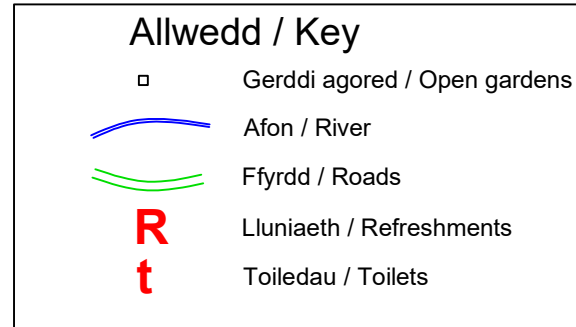 Allwedd / Key
Gerddi agored / Open gardens
Afon / River
Ffyrdd / Roads
R Lluniaeth / Refreshments
t Toiledau / Toilets